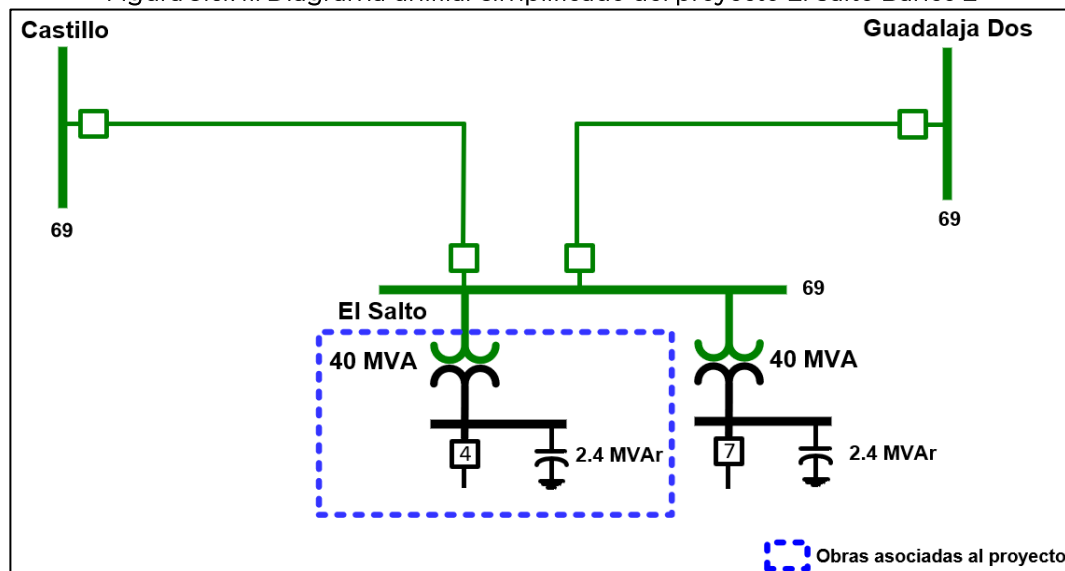 Castillo
Guadalaja Dos
69
69
69
El Salto
40 MVA
40 MVA
4
2.4 MVAr
7
2.4 MVAr
Obras asociadas al proyecto